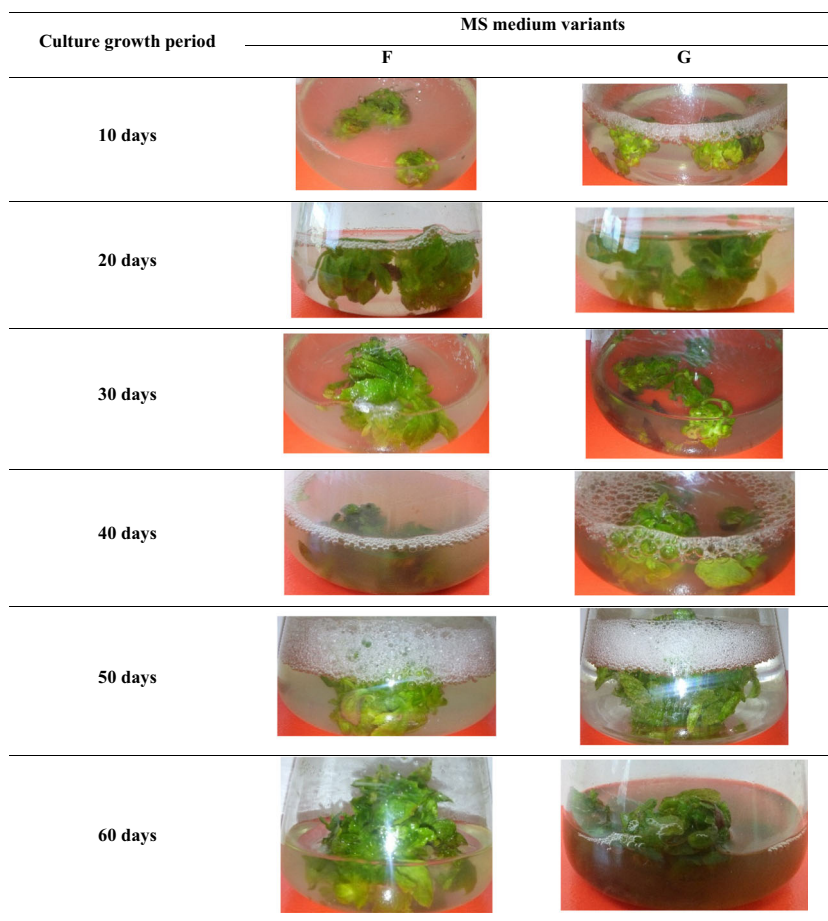 MS medium variants
Culture growth period
F
G
10 days
20 days
30 days
40 days
50 days
60 days